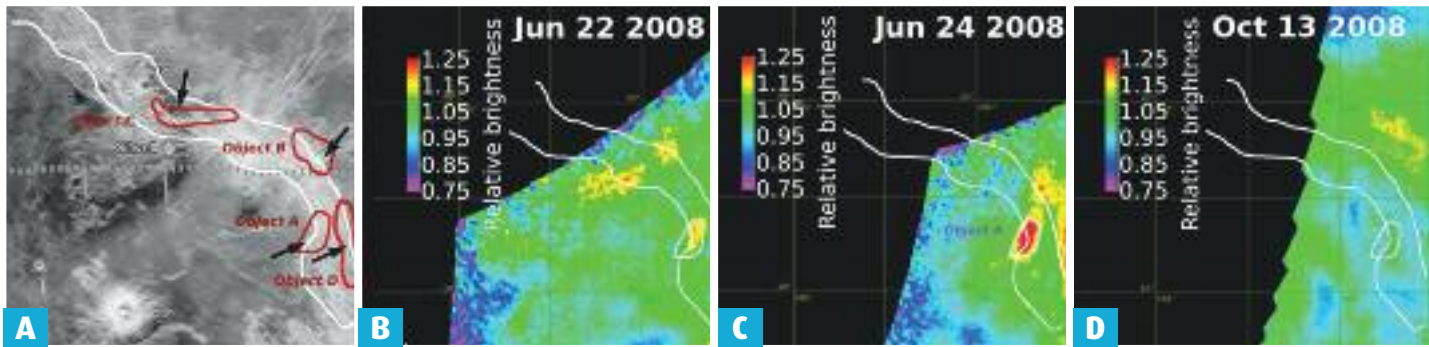 Object B
Object A
Object D
A
Jun 22 2008
Relative brightness
1.25
1.15
1.05
0.95
0.85
0.75
B
Jun 24 2008
Relative brightness
1.25
1.15
1.05
0.95
0.85
0.75
Object A
C
Oct 13 2008
Relative brightness
1.25
1.15
1.05
0.95
0.85
0.75
D